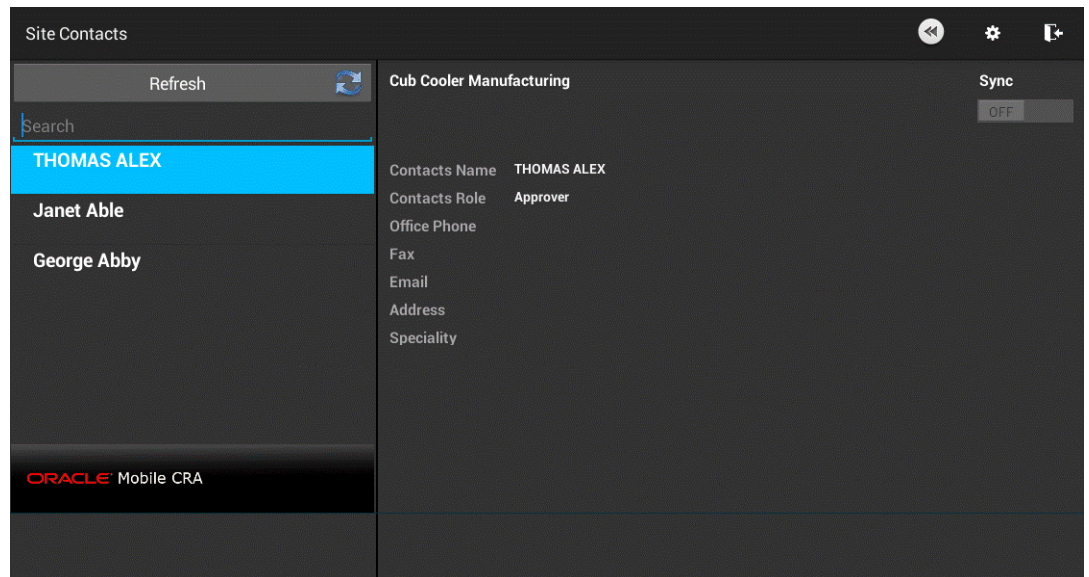 Site Contacts
Refresh
Search
THOMAS ALEX
Janet Able
George Abby
ORACLE Mobile CRA
Cub Cooler Manufacturing
Sync
OFF
Contacts Name THOMAS ALEX
Contacts Role Approver
Office Phone
Fax
Email
Address
Speciality